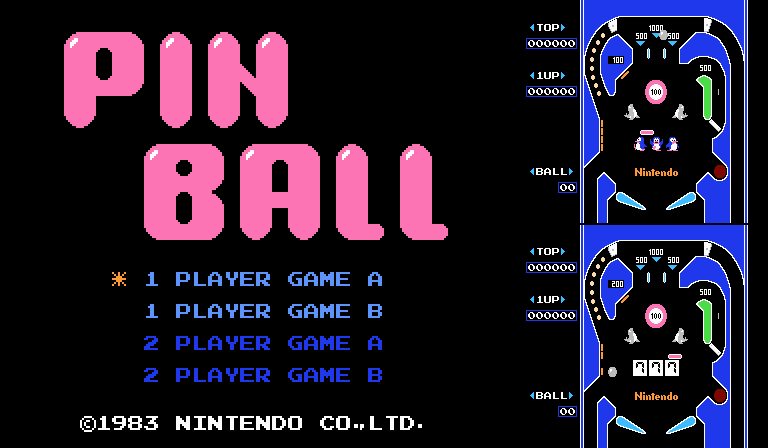 PIN
BALL
1 PLAYER GAME A
1 PLAYER GAME B
2 PLAYER GAME A
2 PLAYER GAME B
©1983 NINTENDO CO.,LTD.
TOP
000000
1UP
000000
BALL
00
1000
500 500
100
500
100
Nintendo
TOP
000000
1UP
000000
BALL
00
1000
500 500
200
500
100
Nintendo